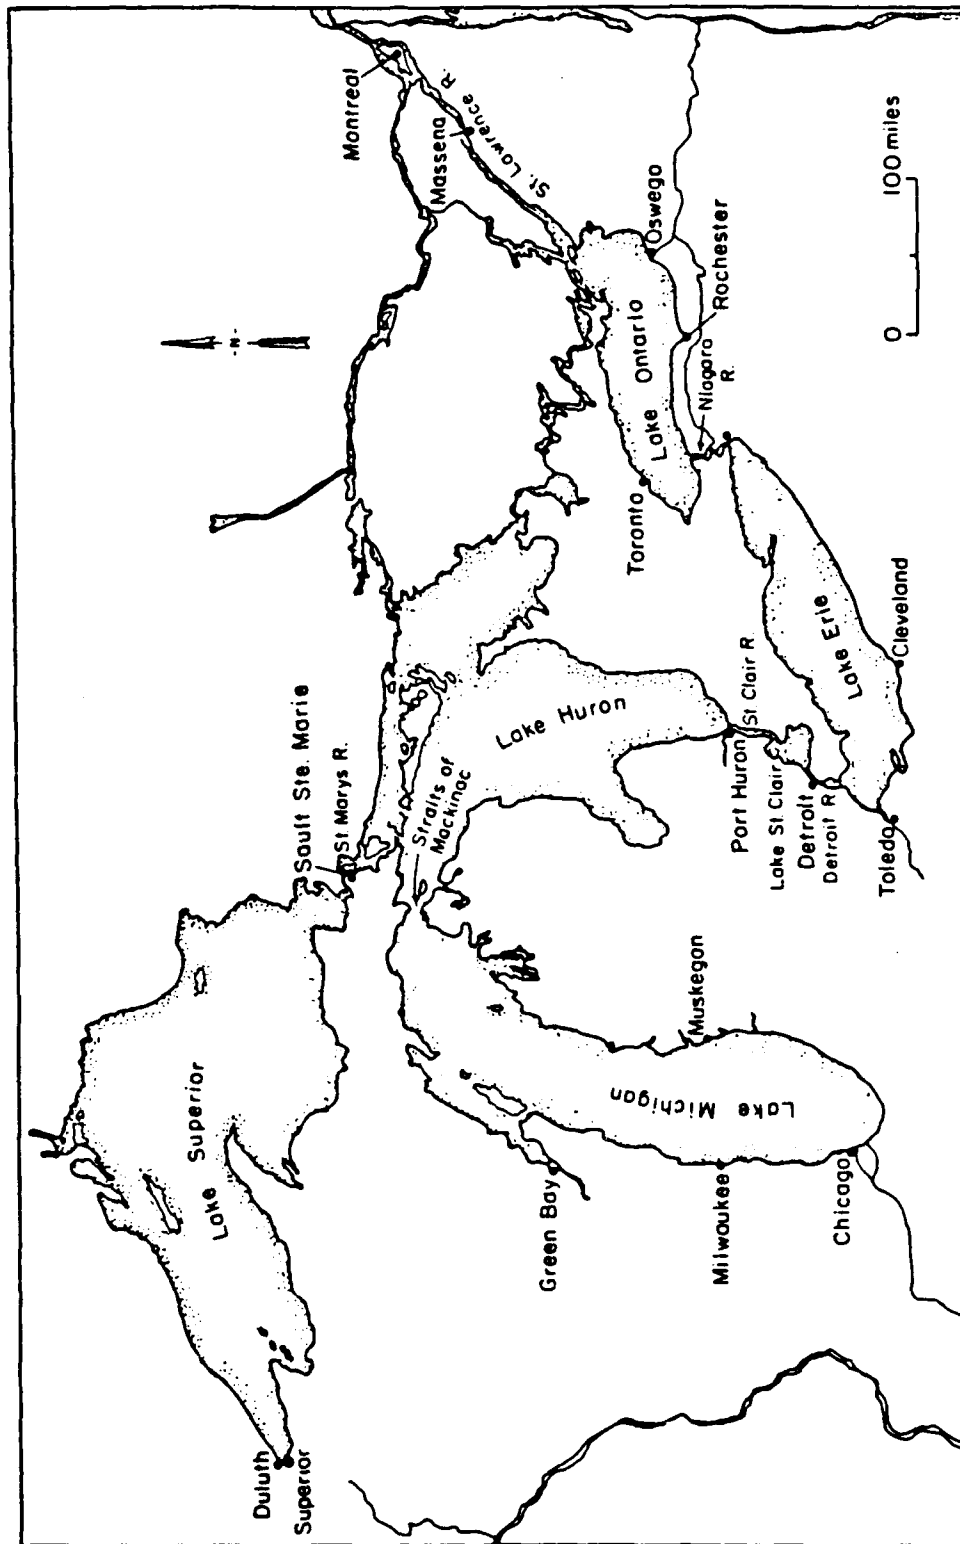 Duluth
Superior
Lake Superior
Sault Ste. Marie
St. Marys R.
Straits of
Mackinac
Green Bay
Milwaukee
Chicago
Lake Michigan
Muskegon
Lake Huron
Port Huron
St Clair R
Lake St. Clair
Detroit
Detroit R.
Toledo
Lake Erie
Cleveland
Toronto
Lake Ontario
Niagara
R.
Rochester
Oswego
Massena
St. Lawrence R.
Montreal
-N-
0 100 miles